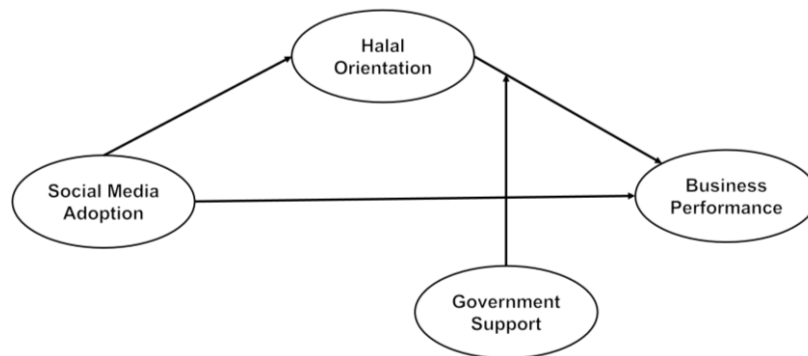 Halal
Orientation
Social Media
Adoption
Business
Performance
Government
Support